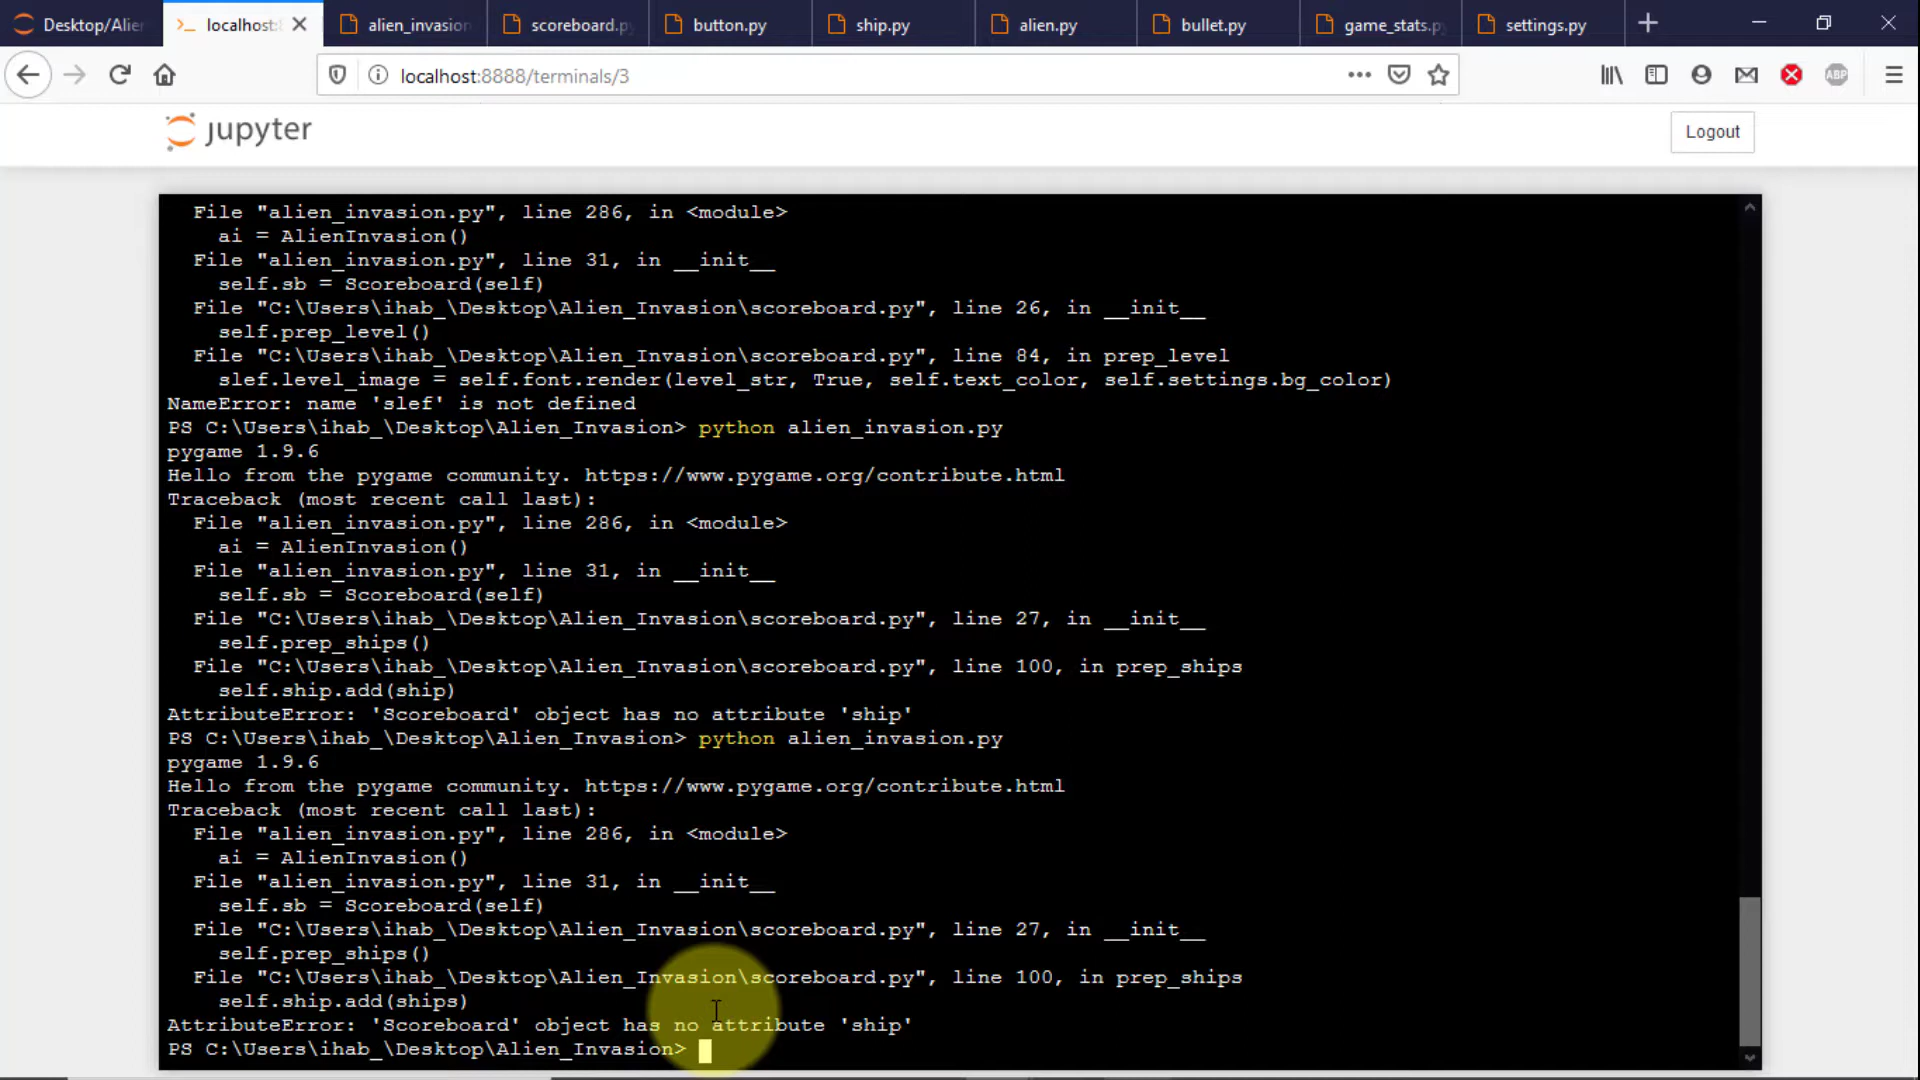 Desktop/Alien
localhost:8
alien_invasion
scoreboard.py
button.py
ship.py
alien.py
bullet.py
game_stats.py
settings.py
localhost:8888/terminals/3
ABP
jupyter
Logout
File "alien_invasion.py", line 286, in <module>
ai = AlienInvasion()
File "alien_invasion.py", line 31, in __init__
self.sb = Scoreboard(self)
File "C:\Users\ihab_\Desktop\Alien_Invasion\scoreboard.py", line 26, in __init__
self.prep_level()
File "C:\Users\ihab_\Desktop\Alien_Invasion\scoreboard.py", line 84, in prep_level
slef.level_image = self.font.render(level_str, True, self.text_color, self.settings.bg_color)
NameError: name 'slef' is not defined
PS C:\Users\ihab_\Desktop\Alien_Invasion> python alien_invasion.py
pygame 1.9.6
Hello from the pygame community. https://www.pygame.org/contribute.html
Traceback (most recent call last):
File "alien_invasion.py", line 286, in <module>
ai = AlienInvasion()
File "alien_invasion.py", line 31, in __init__
self.sb = Scoreboard(self)
File "C:\Users\ihab_\Desktop\Alien_Invasion\scoreboard.py", line 27, in __init__
self.prep_ships()
File "C:\Users\ihab_\Desktop\Alien_Invasion\scoreboard.py", line 100, in prep_ships
self.ship.add(ship)
AttributeError: 'Scoreboard' object has no attribute 'ship'
PS C:\Users\ihab_\Desktop\Alien_Invasion> python alien_invasion.py
pygame 1.9.6
Hello from the pygame community. https://www.pygame.org/contribute.html
Traceback (most recent call last):
File "alien_invasion.py", line 286, in <module>
ai = AlienInvasion()
File "alien_invasion.py", line 31, in __init__
self.sb = Scoreboard(self)
File "C:\Users\ihab_\Desktop\Alien_Invasion\scoreboard.py", line 27, in __init__
self.prep_ships()
File "C:\Users\ihab_\Desktop\Alien_Invasion\scoreboard.py", line 100, in prep_ships
self.ship.add(ships)
AttributeError: 'Scoreboard' object has no attribute 'ship'
PS C:\Users\ihab_\Desktop\Alien_Invasion>